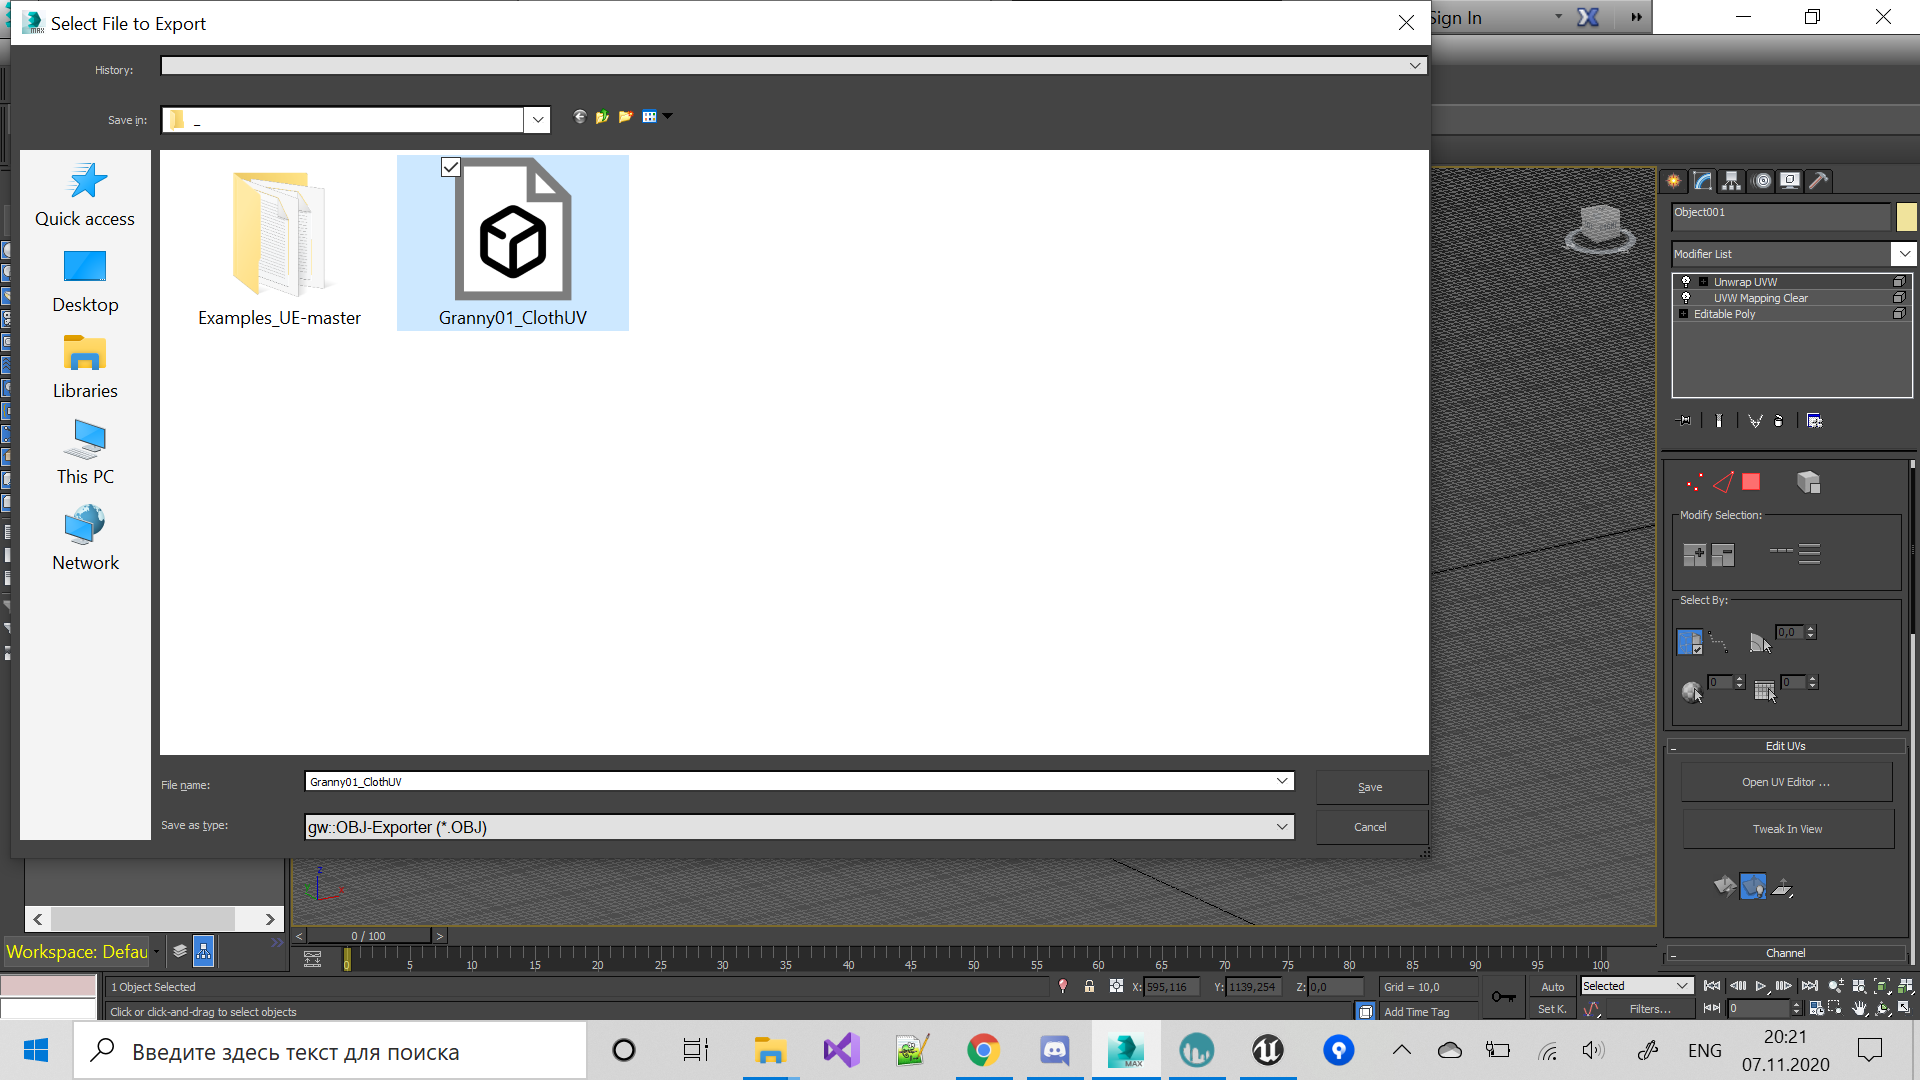 Select File to Export
Sign In
History:
Save in:
_
Quick access
Desktop
Libraries
This PC
Network
Examples_UE-master
Granny01_ClothUV
File name:
Granny01_ClothUV
Save
Save as type:
gw::OBJ-Exporter (*.OBJ)
Cancel
Object001
Modifier List
Unwrap UVW
UVW Mapping Clear
Editable Poly
Modify Selection:
Select By:
0,0
0
0
Edit UVs
Open UV Editor ...
Tweak In View
Channel
0 / 100
Workspace: Defau
0 5 10 15 20 25 30 35 40 45 50 55 60 65 70 75 80 85 90 95 100
1 Object Selected
X: 595,116 Y: 1139,254 Z: 0,0
Grid = 10,0
Auto
Selected
Click or click-and-drag to select objects
Add Time Tag
Set K.
Filters...
0
Введите здесь текст для поиска
MAX
ENG
20:21
07.11.2020